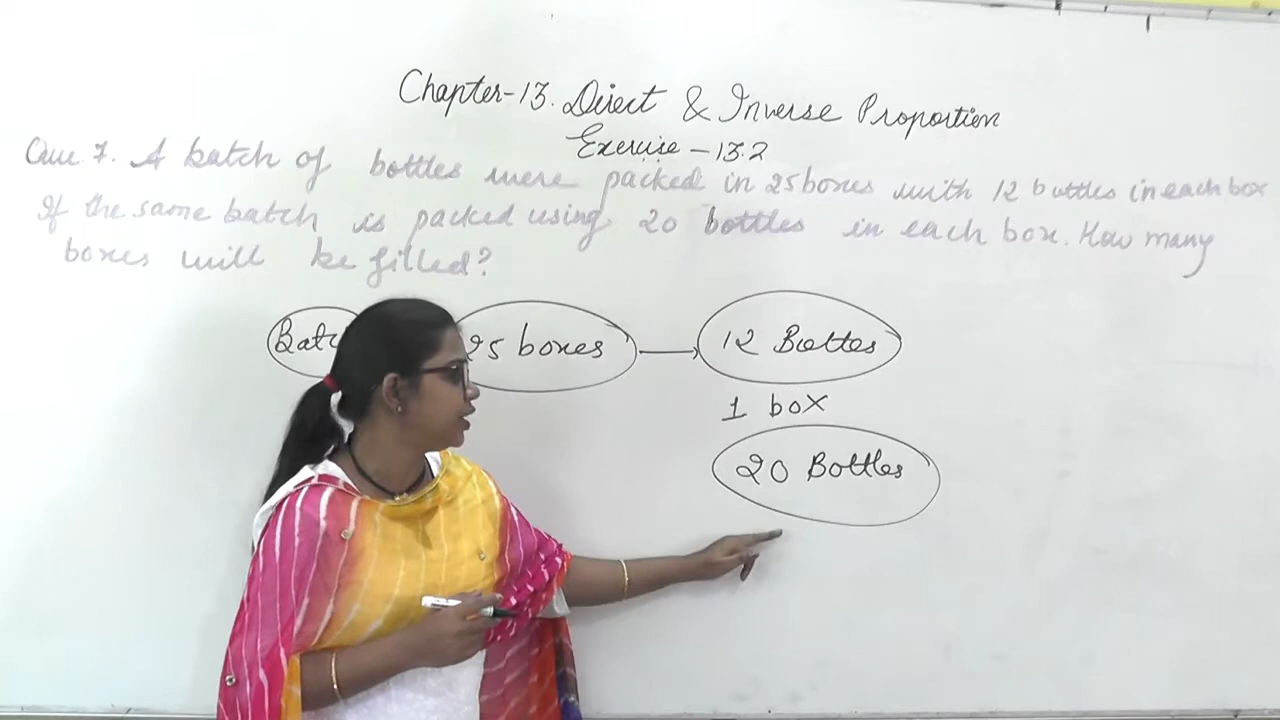 Chapter-13. Direct & Inverse Proportion
Exercise - 13.2
Que 7. A batch of bottles were packed in 25 boxes with 12 bottles in each box
If the same batch is packed using 20 bottles in each box. How many
boxes will be filled?
25 boxes → 12 Bottles
1 box
20 Bottles